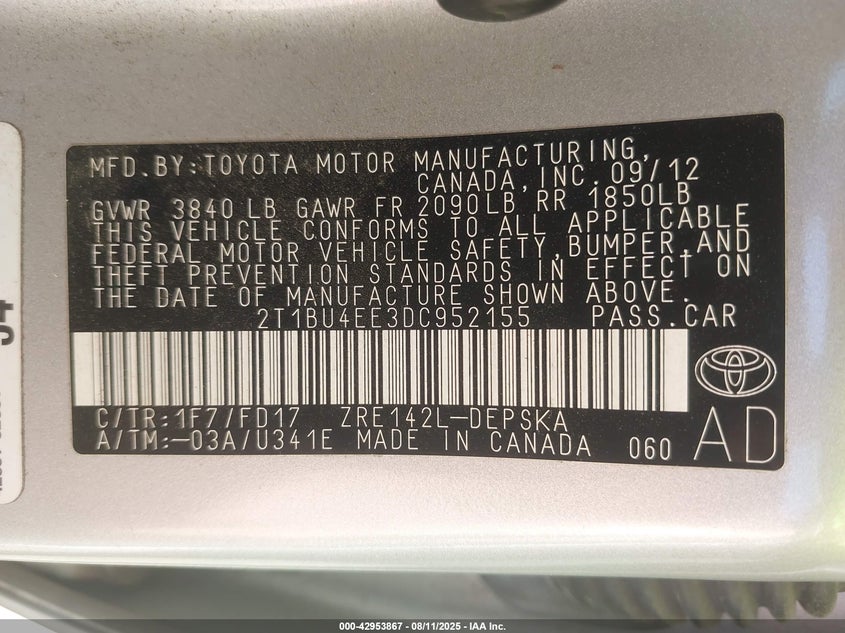 MFD.BY:TOYOTA MOTOR MANUFACTURING,
CANADA,INC.09/12
GVWR 3840 LB GAWR FR 2090LB RR 1850LB
THIS VEHICLE CONFORMS TO ALL APPLICABLE
FEDERAL MOTOR VEHICLE SAFETY,BUMPER,AND
THEFT PREVENTION STANDARDS IN EFFECT ON
THE DATE OF MANUFACTURE SHOWN ABOVE.
2T1BU4EE3DC952155 PASS.CAR
C/TR:1F7/FD17 ZRE142L-DEPSKA
A/TM:-03A/U341E MADE IN CANADA 060
AD
000-42953867 - 08/11/2025 - IAA Inc.